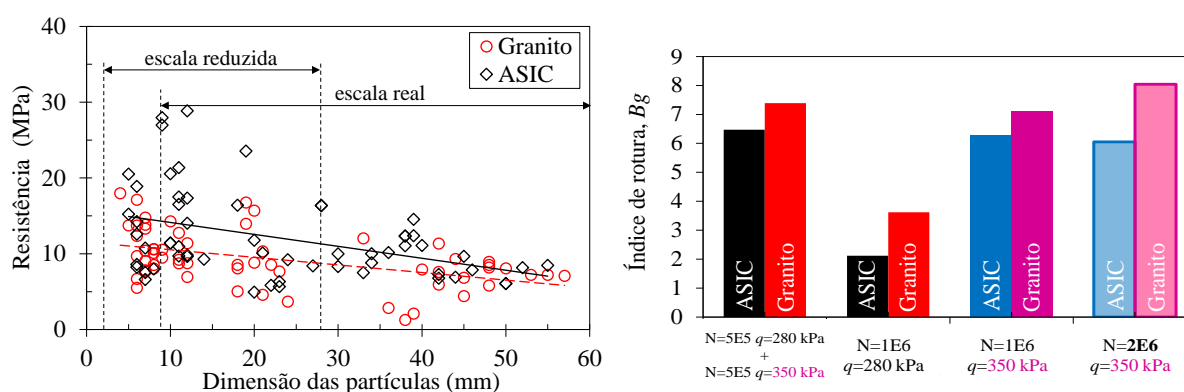 40
30
20
10
0
Resistência (MPa)
Granito
ASIC
escala reduzida
escala real
0 10 20 30 40 50 60
Dimensão das partículas (mm)
9
8
7
6
5
4
3
2
1
0
Índice de rotura, Bg
ASIC Granito ASIC Granito ASIC Granito ASIC Granito
N=5E5 q=280 kPa
+
N=5E5 q=350 kPa
N=1E6
q=280 kPa
N=1E6
q=350 kPa
N=2E6
q=350 kPa